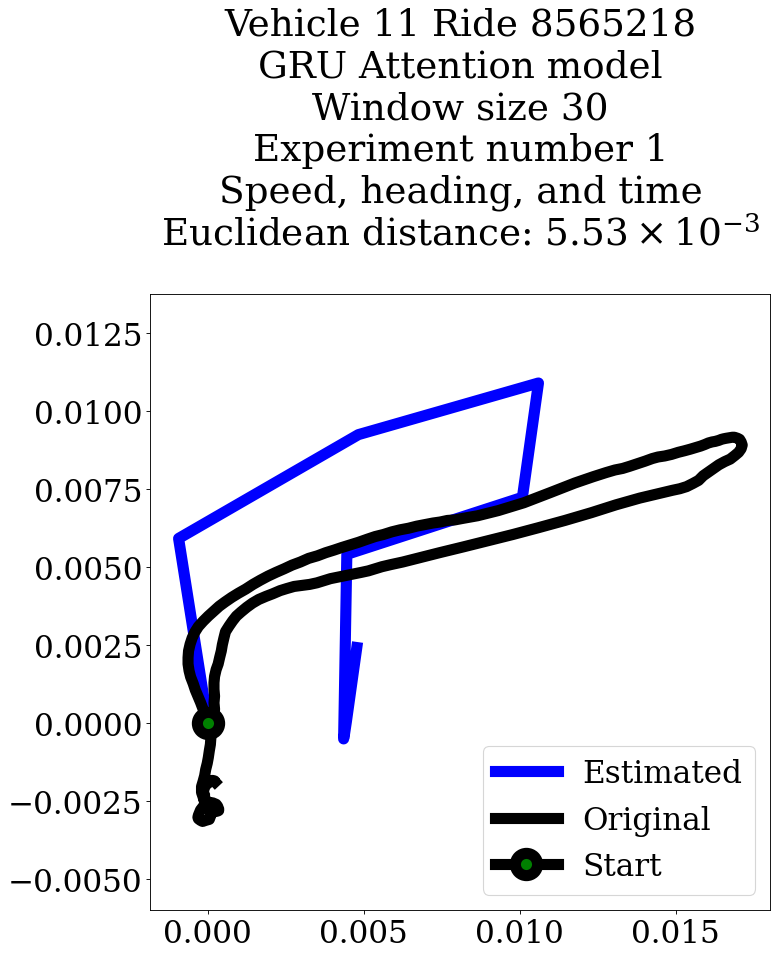 Vehicle 11 Ride 8565218
GRU Attention model
Window size 30
Experiment number 1
Speed, heading, and time
Euclidean distance: 5.53 × 10⁻³
0.0125
0.0100
0.0075
0.0050
0.0025
0.0000
−0.0025
−0.0050
0.000 0.005 0.010 0.015
Estimated
Original
Start